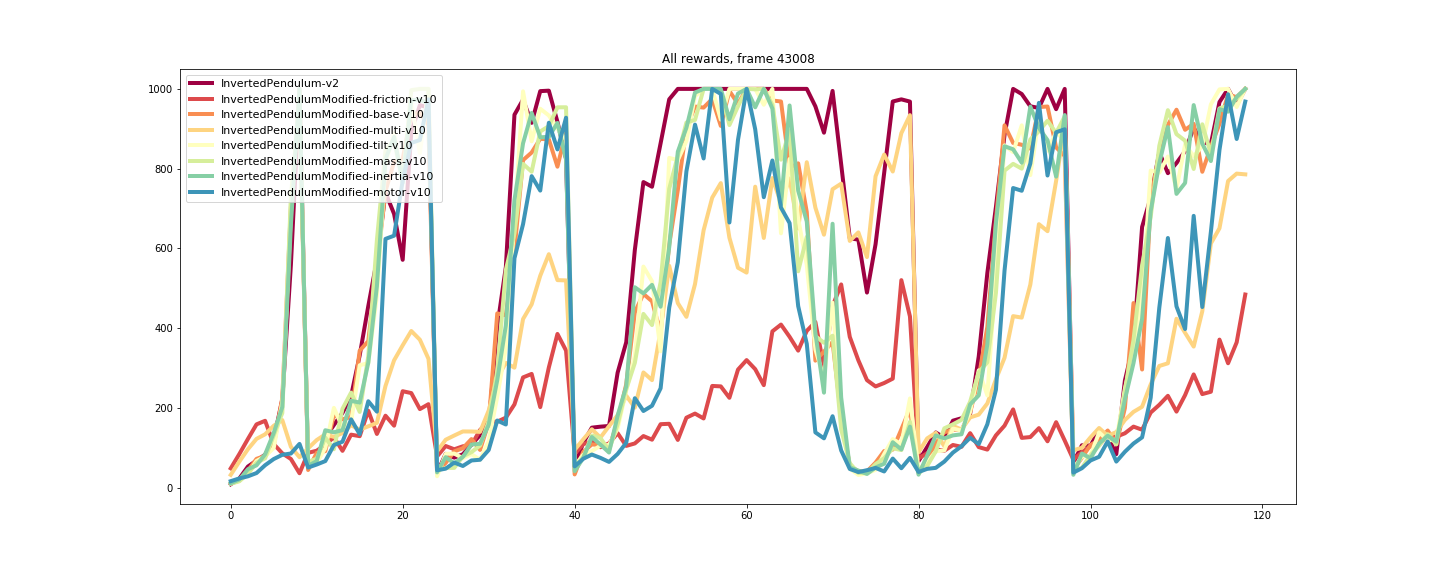 All rewards, frame 43008
InvertedPendulum-v2
InvertedPendulumModified-friction-v10
InvertedPendulumModified-base-v10
InvertedPendulumModified-multi-v10
InvertedPendulumModified-tilt-v10
InvertedPendulumModified-mass-v10
InvertedPendulumModified-inertia-v10
InvertedPendulumModified-motor-v10
1000
800
600
400
200
0
0 20 40 60 80 100 120